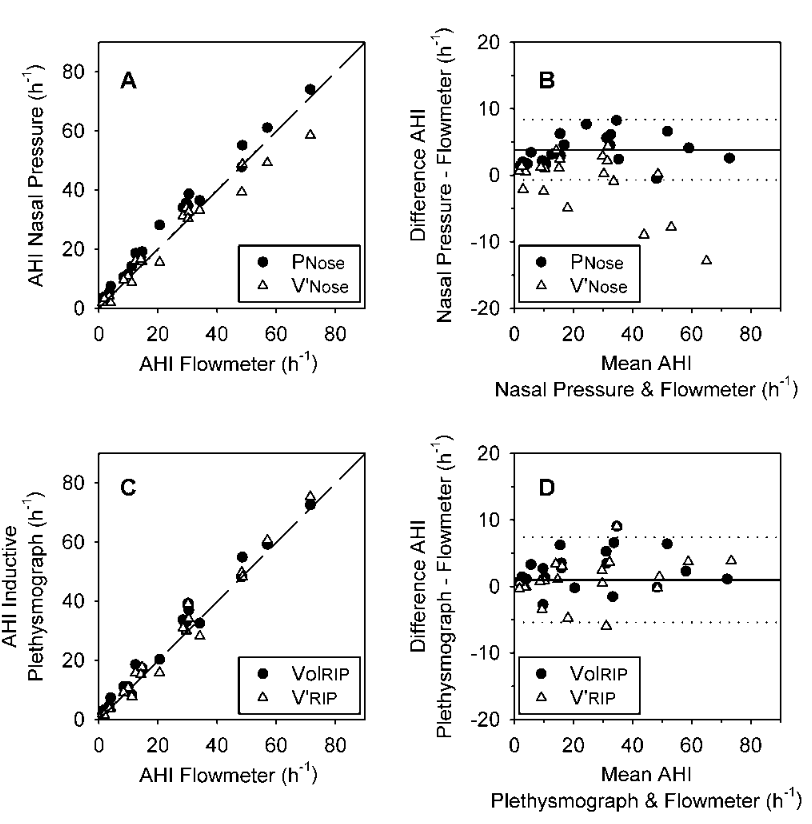 A
AHI Nasal Pressure (h-1)
80
60
40
20
0
PNose
V'Nose
0 20 40 60 80
AHI Flowmeter (h-1)
B
Difference AHI
Nasal Pressure - Flowmeter (h-1)
20
10
0
-10
-20
PNose
V'Nose
0 20 40 60 80
Mean AHI
Nasal Pressure & Flowmeter (h-1)
C
AHI Inductive
Plethysmograph (h-1)
80
60
40
20
0
VolRIP
V'RIP
0 20 40 60 80
AHI Flowmeter (h-1)
D
Difference AHI
Plethysmograph - Flowmeter (h-1)
20
10
0
-10
-20
VolRIP
V'RIP
0 20 40 60 80
Mean AHI
Plethysmograph & Flowmeter (h-1)